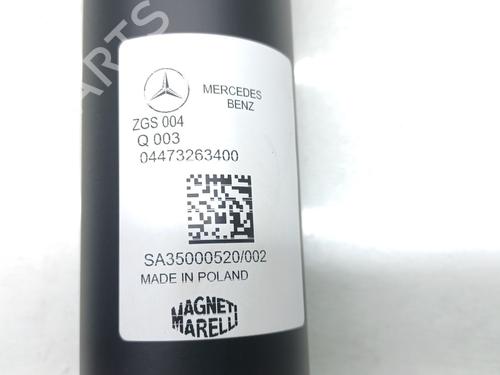 MERCEDES
BENZ
ZGS 004
Q 003
04473263400
SA35000520/002
MADE IN POLAND
MAGNETI
MARELLI